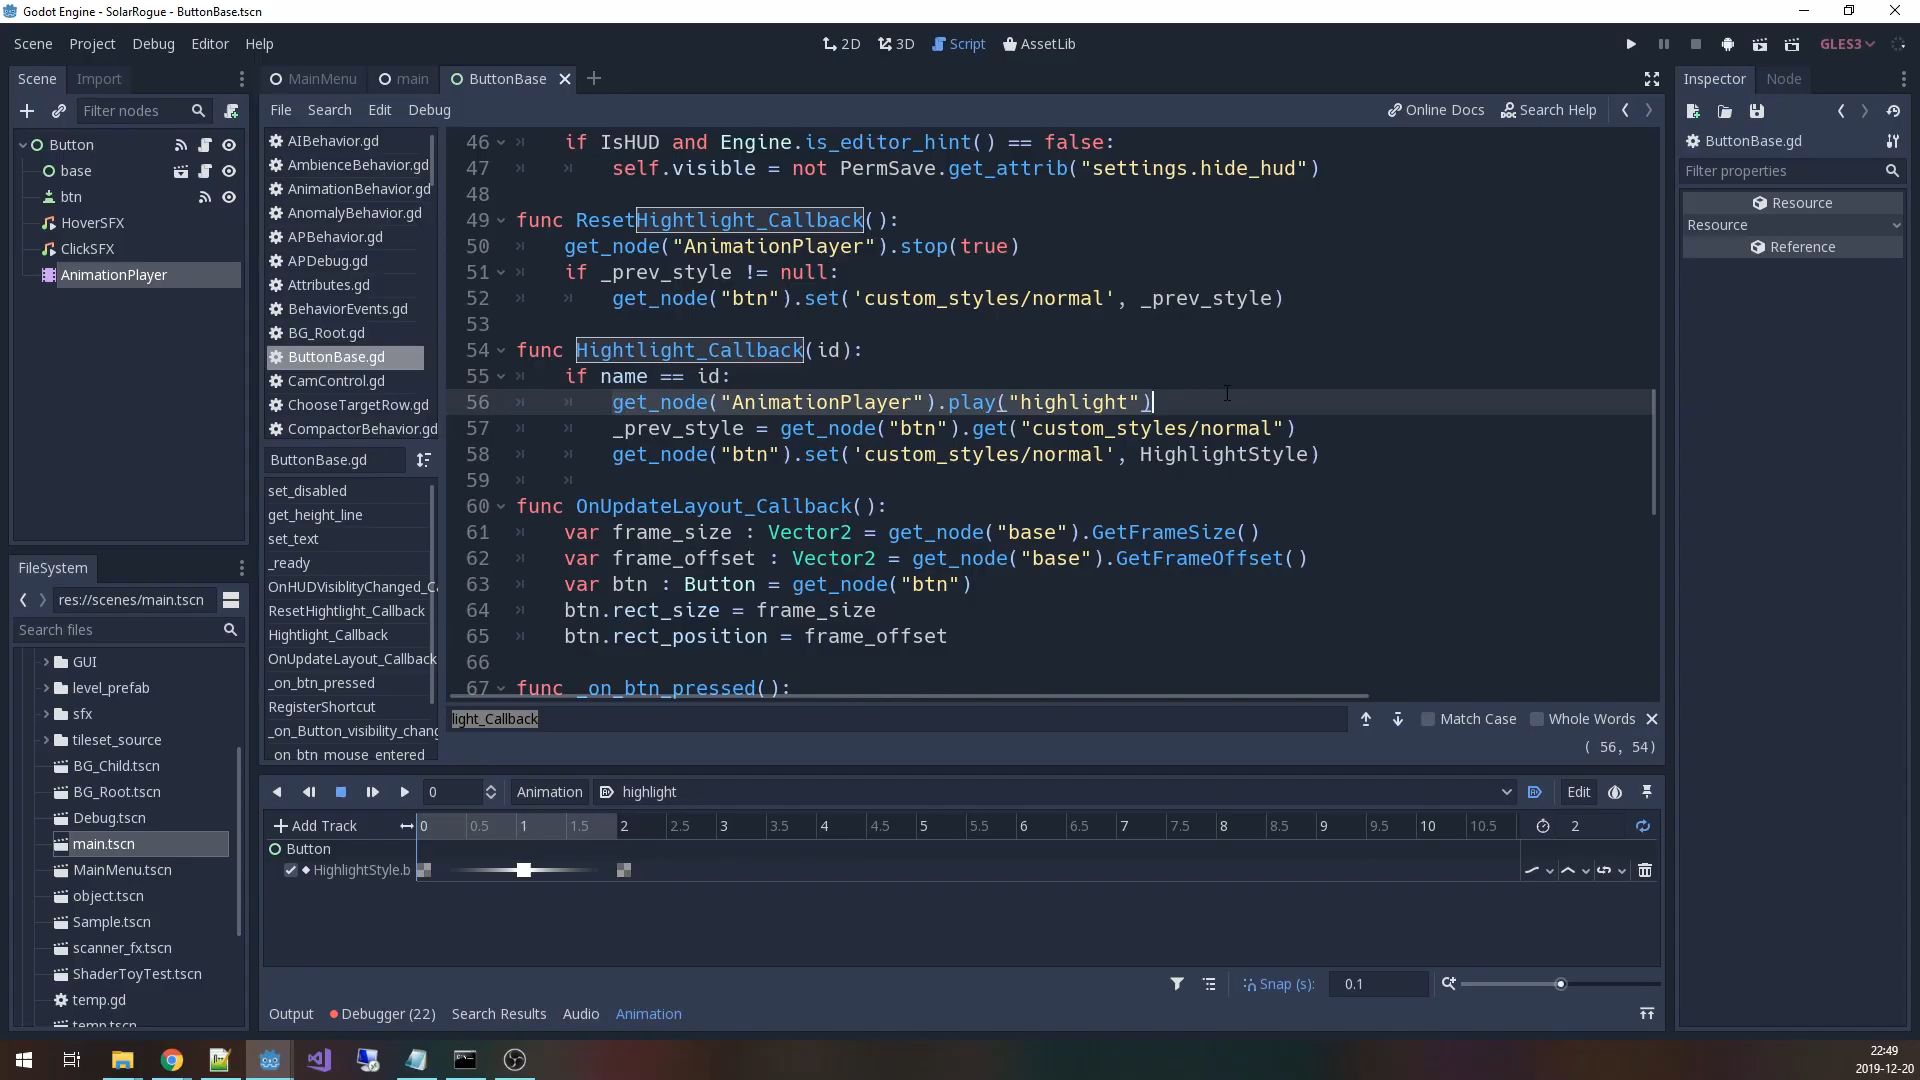 Godot Engine - SolarRogue - ButtonBase.tscn
Scene Project Debug Editor Help
2D 3D Script AssetLib
GLES3
Scene Import
MainMenu main ButtonBase
Inspector Node
Filter nodes
File Search Edit Debug
Online Docs Search Help
Button
base
btn
HoverSFX
ClickSFX
AnimationPlayer
AIBehavior.gd
AmbienceBehavior.gd
AnimationBehavior.gd
AnomalyBehavior.gd
APBehavior.gd
APDebug.gd
Attributes.gd
BehaviorEvents.gd
BG_Root.gd
ButtonBase.gd
CamControl.gd
ChooseTargetRow.gd
CompactorBehavior.gd
ButtonBase.gd
set_disabled
get_height_line
set_text
_ready
OnHUDVisiblityChanged_Ca
ResetHightlight_Callback
Hightlight_Callback
OnUpdateLayout_Callback
_on_btn_pressed
RegisterShortcut
_on_Button_visibility_chang
_on_btn_mouse_entered
46 if IsHUD and Engine.is_editor_hint() == false:
47 self.visible = not PermSave.get_attrib("settings.hide_hud")
48
49 func ResetHightlight_Callback():
50 get_node("AnimationPlayer").stop(true)
51 if _prev_style != null:
52 get_node("btn").set('custom_styles/normal', _prev_style)
53
54 func Hightlight_Callback(id):
55 if name == id:
56 get_node("AnimationPlayer").play("highlight")
57 _prev_style = get_node("btn").get("custom_styles/normal")
58 get_node("btn").set('custom_styles/normal', HighlightStyle)
59
60 func OnUpdateLayout_Callback():
61 var frame_size : Vector2 = get_node("base").GetFrameSize()
62 var frame_offset : Vector2 = get_node("base").GetFrameOffset()
63 var btn : Button = get_node("btn")
64 btn.rect_size = frame_size
65 btn.rect_position = frame_offset
66
67 func _on_btn_pressed():
light_Callback
Match Case Whole Words
( 56, 54)
ButtonBase.gd
Filter properties
Resource
Resource
Reference
FileSystem
res://scenes/main.tscn
Search files
GUI
level_prefab
sfx
tileset_source
BG_Child.tscn
BG_Root.tscn
Debug.tscn
main.tscn
MainMenu.tscn
object.tscn
Sample.tscn
scanner_fx.tscn
ShaderToyTest.tscn
temp.gd
temp.tscn
0 Animation highlight Edit
Add Track 0 0.5 1 1.5 2 2.5 3 3.5 4 4.5 5 5.5 6 6.5 7 7.5 8 8.5 9 9.5 10 10.5 2
Button
HighlightStyle.b
Snap (s): 0.1
Output Debugger (22) Search Results Audio Animation
22:49
2019-12-20